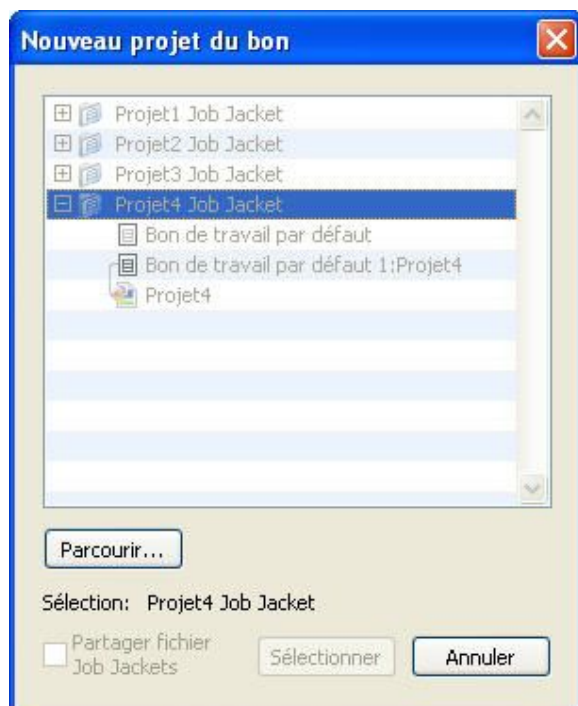 Nouveau projet du bon
Projet1 Job Jacket
Projet2 Job Jacket
Projet3 Job Jacket
Projet4 Job Jacket
Bon de travail par défaut
Bon de travail par défaut 1:Projet4
Projet4
Parcourir...
Sélection: Projet4 Job Jacket
Partager fichier
Job Jackets
Sélectionner
Annuler